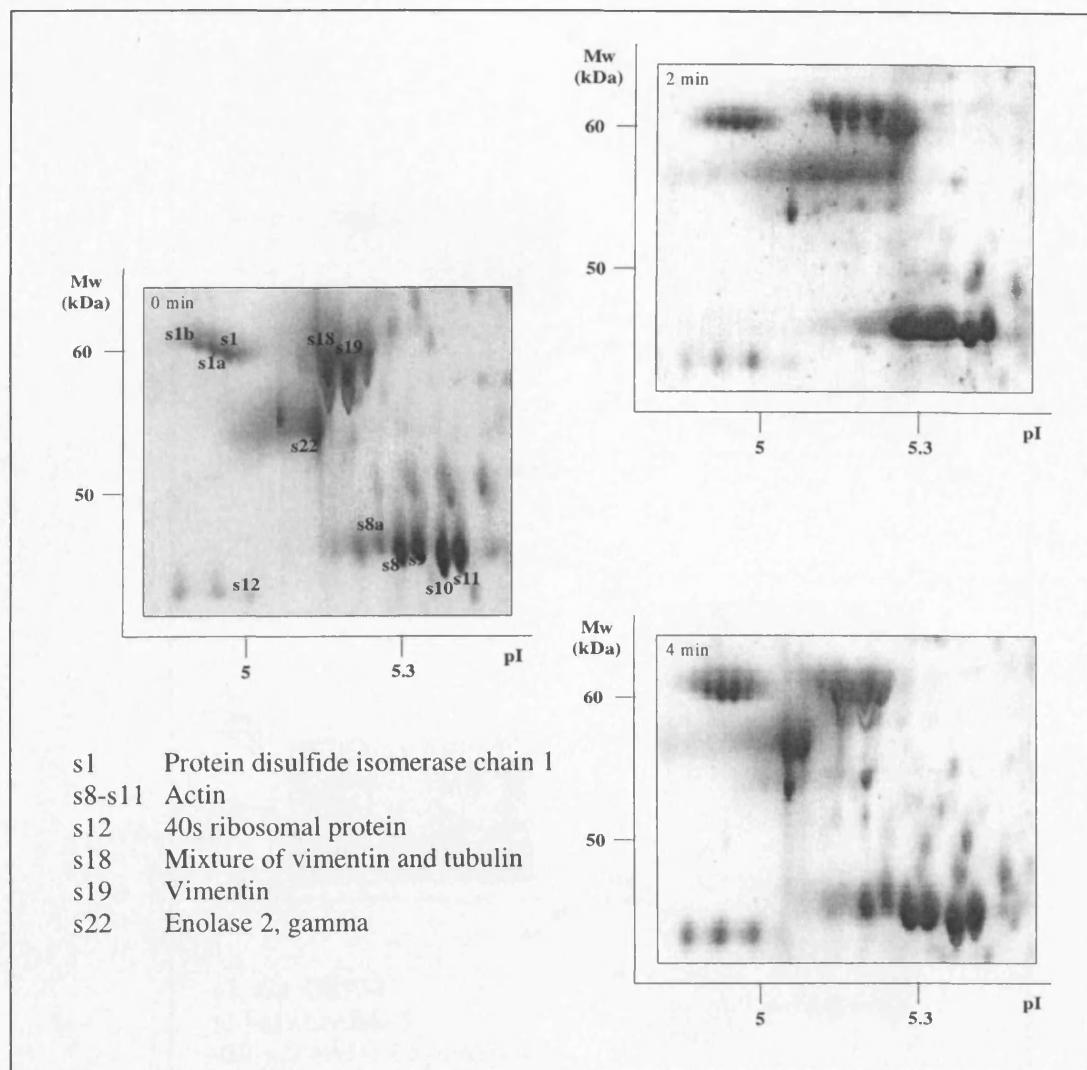 Mw
(kDa)
2 min
60
50
5
5.3
pI
Mw
(kDa)
0 min
s1b
s1
s1a
s18
s19
60
s22
50
s8a
s8
s9
s10
s11
s12
5
5.3
pI
Mw
(kDa)
4 min
60
50
5
5.3
pI
s1 Protein disulfide isomerase chain 1
s8-s11 Actin
s12 40s ribosomal protein
s18 Mixture of vimentin and tubulin
s19 Vimentin
s22 Enolase 2, gamma